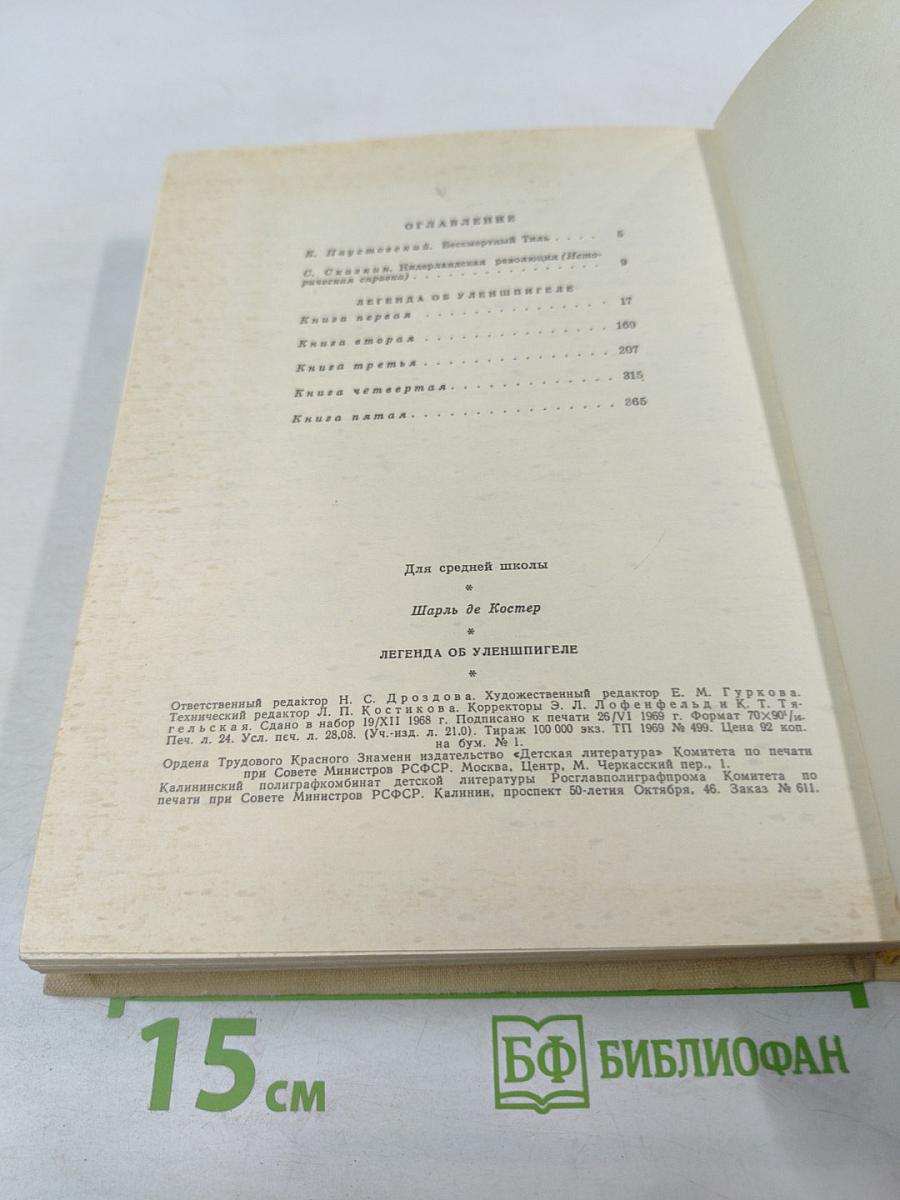 ОГЛАВЛЕНИЕ
К. Паустовский. Бессмертный Тиль . . . . 5
С. Сказкин. Нидерландская революция (Исто-
рическая справка) . . . . . . . . . . . . . 9
ЛЕГЕНДА ОБ УЛЕНШПИГЕЛЕ
Книга первая . . . . . . . . . . . . . . 17
Книга вторая . . . . . . . . . . . . . . 169
Книга третья . . . . . . . . . . . . . . 207
Книга четвертая . . . . . . . . . . . . . 315
Книга пятая . . . . . . . . . . . . . . . 365
Для средней школы
*
Шарль де Костер
*
ЛЕГЕНДА ОБ УЛЕНШПИГЕЛЕ
*
Ответственный редактор Н. С. Дроздова. Художественный редактор Е. М. Гуркова.
Технический редактор Л. П. Костикова. Корректоры Э. Л. Лофенфельд и К. Т. Тя-
гельская. Сдано в набор 19/XII 1968 г. Подписано к печати 26/VI 1969 г. Формат 70×90¹/₁₆.
Печ. л. 24. Усл. печ. л. 28,08. (Уч.-изд. л. 21.0). Тираж 100 000 экз. ТП 1969 № 499. Цена 92 коп.
на бум. № 1.
Ордена Трудового Красного Знамени издательство «Детская литература» Комитета по печати
при Совете Министров РСФСР. Москва, Центр, М. Черкасский пер., 1.
Калининский полиграфкомбинат детской литературы Росглавполиграфпрома Комитета по
печати при Совете Министров РСФСР. Калинин, проспект 50-летия Октября, 46. Заказ № 611.
15 см
БФ БИБЛИОФАН